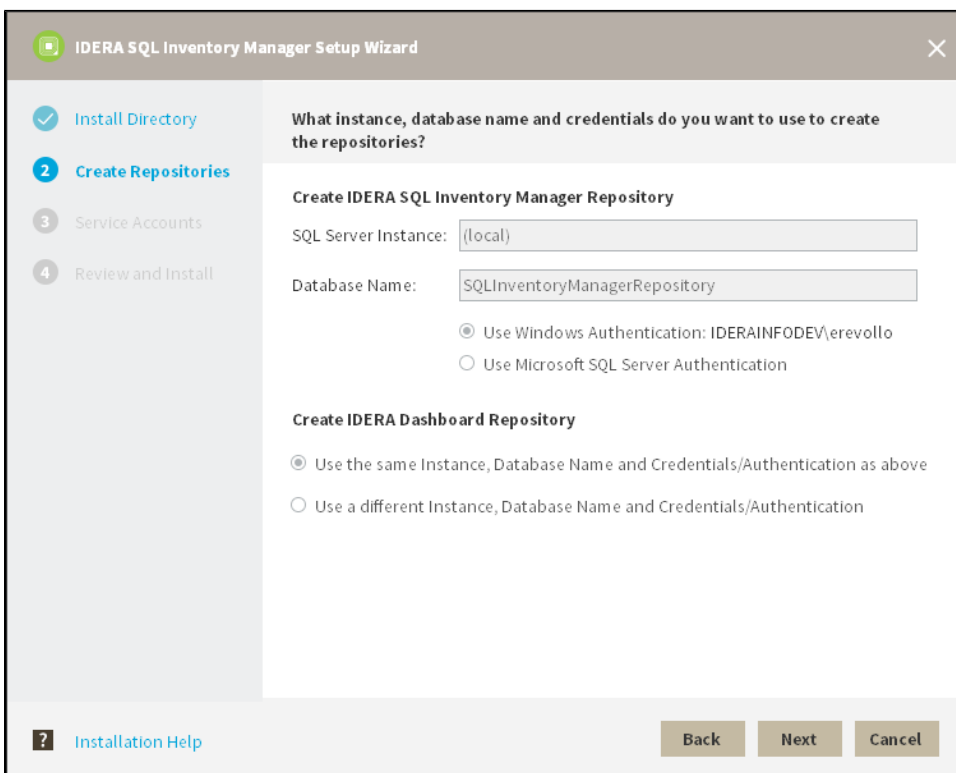 IDERA SQL Inventory Manager Setup Wizard
Install Directory
2 Create Repositories
3 Service Accounts
4 Review and Install
What instance, database name and credentials do you want to use to create
the repositories?
Create IDERA SQL Inventory Manager Repository
SQL Server Instance: (local)
Database Name: SQLInventoryManagerRepository
Use Windows Authentication: IDERAINFODEV\erevollo
Use Microsoft SQL Server Authentication
Create IDERA Dashboard Repository
Use the same Instance, Database Name and Credentials/Authentication as above
Use a different Instance, Database Name and Credentials/Authentication
? Installation Help
Back Next Cancel